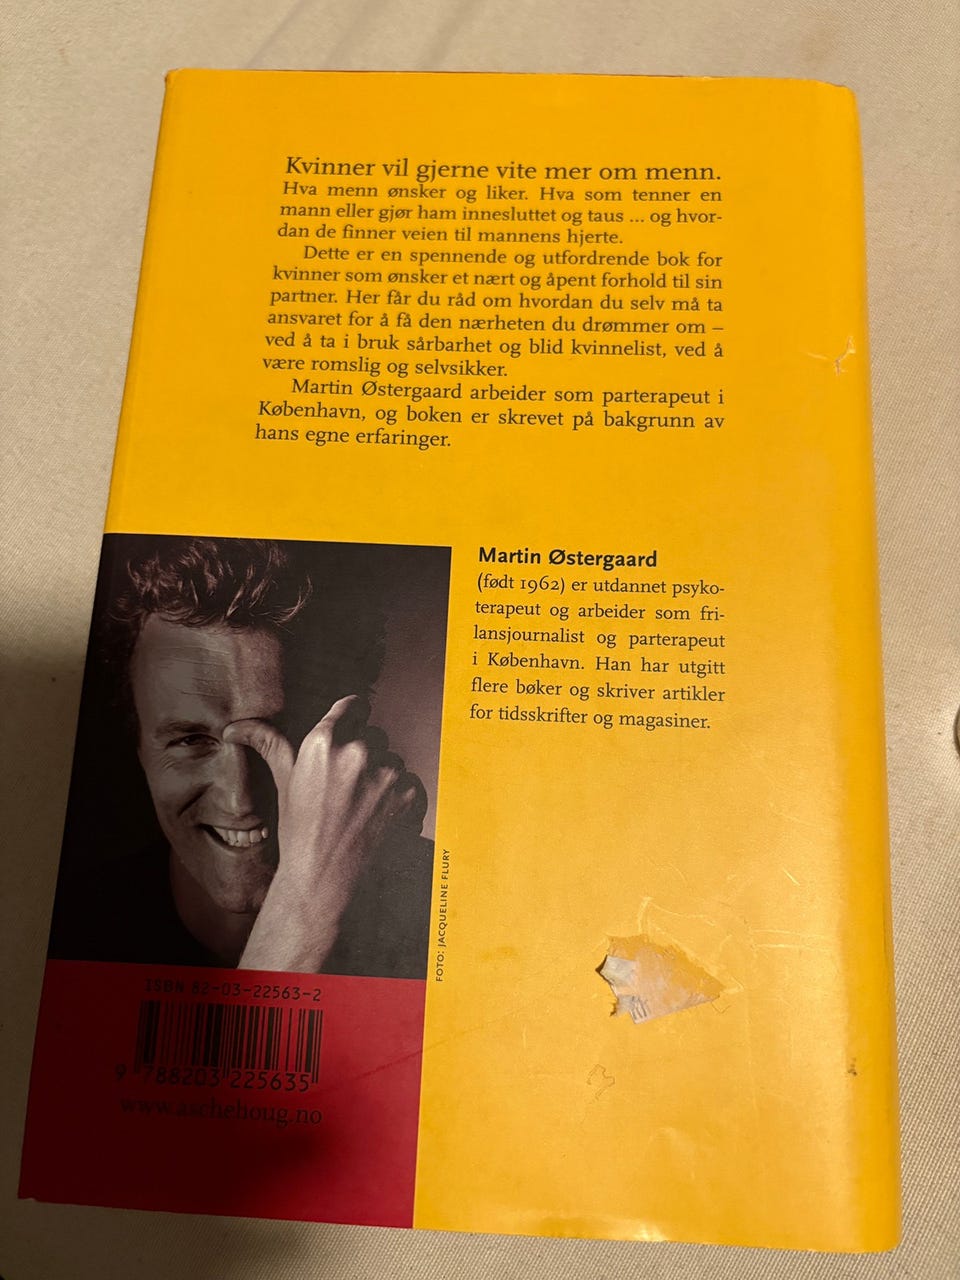 Kvinner vil gjerne vite mer om menn.
Hva menn ønsker og liker. Hva som tenner en
mann eller gjør ham innesluttet og taus ... og hvor-
dan de finner veien til mannens hjerte.
Dette er en spennende og utfordrende bok for
kvinner som ønsker et nært og åpent forhold til sin
partner. Her får du råd om hvordan du selv må ta
ansvaret for å få den nærheten du drømmer om –
ved å ta i bruk sårbarhet og blid kvinnelist, ved å
være romslig og selvsikker.
Martin Østergaard arbeider som parterapeut i
København, og boken er skrevet på bakgrunn av
hans egne erfaringer.
Martin Østergaard
(født 1962) er utdannet psyko-
terapeut og arbeider som fri-
lansjournalist og parterapeut
i København. Han har utgitt
flere bøker og skriver artikler
for tidsskrifter og magasiner.
FOTO: JACQUELINE FLURY
ISBN 82-03-22563-2
9 788203 225635
www.aschehoug.no